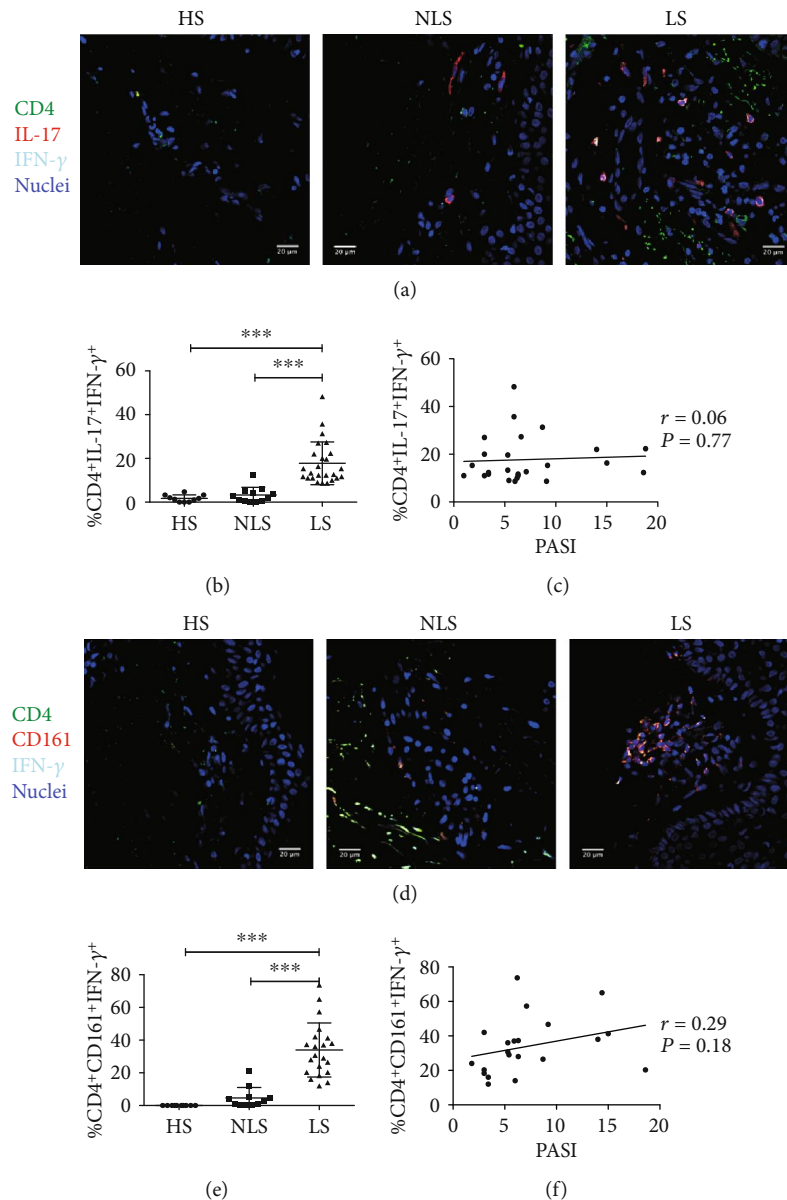 HS NLS LS
CD4
IL-17
IFN-γ
Nuclei
20 μm 20 μm 20 μm
(a)
%CD4+IL-17+IFN-γ+
60
40
20
0
***
***
HS NLS LS
(b)
%CD4+IL-17+IFN-γ+
60
40
20
0
0 5 10 15 20
PASI
r = 0.06
P = 0.77
(c)
HS NLS LS
CD4
CD161
IFN-γ
Nuclei
20 μm 20 μm 20 μm
(d)
%CD4+CD161+IFN-γ+
80
60
40
20
0
***
***
HS NLS LS
(e)
%CD4+CD161+IFN-γ+
80
60
40
20
0
0 5 10 15 20
PASI
r = 0.29
P = 0.18
(f)